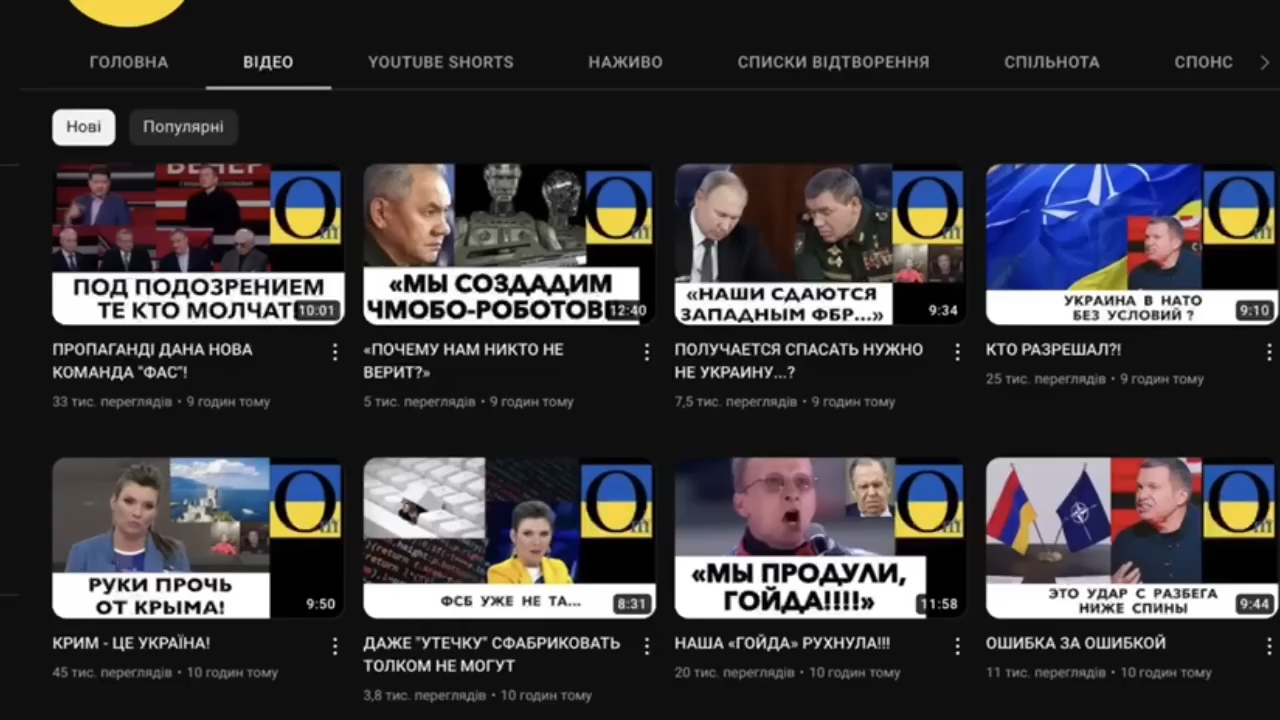 ГОЛОВНА ВІДЕО YOUTUBE SHORTS НАЖИВО СПИСКИ ВІДТВОРЕННЯ СПІЛЬНОТА СПОНС
Нові Популярні
ВЕЧЕР
ПОД ПОДОЗРЕНИЕМ
ТЕ КТО МОЛЧАТ
10:01
ПРОПАГАНДІ ДАНА НОВА
КОМАНДА "ФАС"!
33 тис. переглядів • 9 годин тому
«МЫ СОЗДАДИМ
ЧМОБО-РОБОТОВ
12:40
«ПОЧЕМУ НАМ НИКТО НЕ
ВЕРИТ?»
5 тис. переглядів • 9 годин тому
«НАШИ СДАЮТСЯ
ЗАПАДНЫМ ФБР...»
9:34
ПОЛУЧАЕТСЯ СПАСАТЬ НУЖНО
НЕ УКРАИНУ...?
7,5 тис. переглядів • 9 годин тому
УКРАИНА В НАТО
БЕЗ УСЛОВИЙ ?
9:10
КТО РАЗРЕШАЛ?!
25 тис. переглядів • 9 годин тому
РУКИ ПРОЧЬ
ОТ КРЫМА!
9:50
КРИМ - ЦЕ УКРАЇНА!
45 тис. переглядів • 10 годин тому
ФСБ УЖЕ НЕ ТА...
8:31
ДАЖЕ "УТЕЧКУ" СФАБРИКОВАТЬ
ТОЛКОМ НЕ МОГУТ
3,8 тис. переглядів • 10 годин тому
«МЫ ПРОДУЛИ,
ГОЙДА!!!!»
11:58
НАША «ГОЙДА» РУХНУЛА!!!
20 тис. переглядів • 10 годин тому
ЭТО УДАР С РАЗБЕГА
НИЖЕ СПИНЫ
9:44
ОШИБКА ЗА ОШИБКОЙ
11 тис. переглядів • 10 годин тому